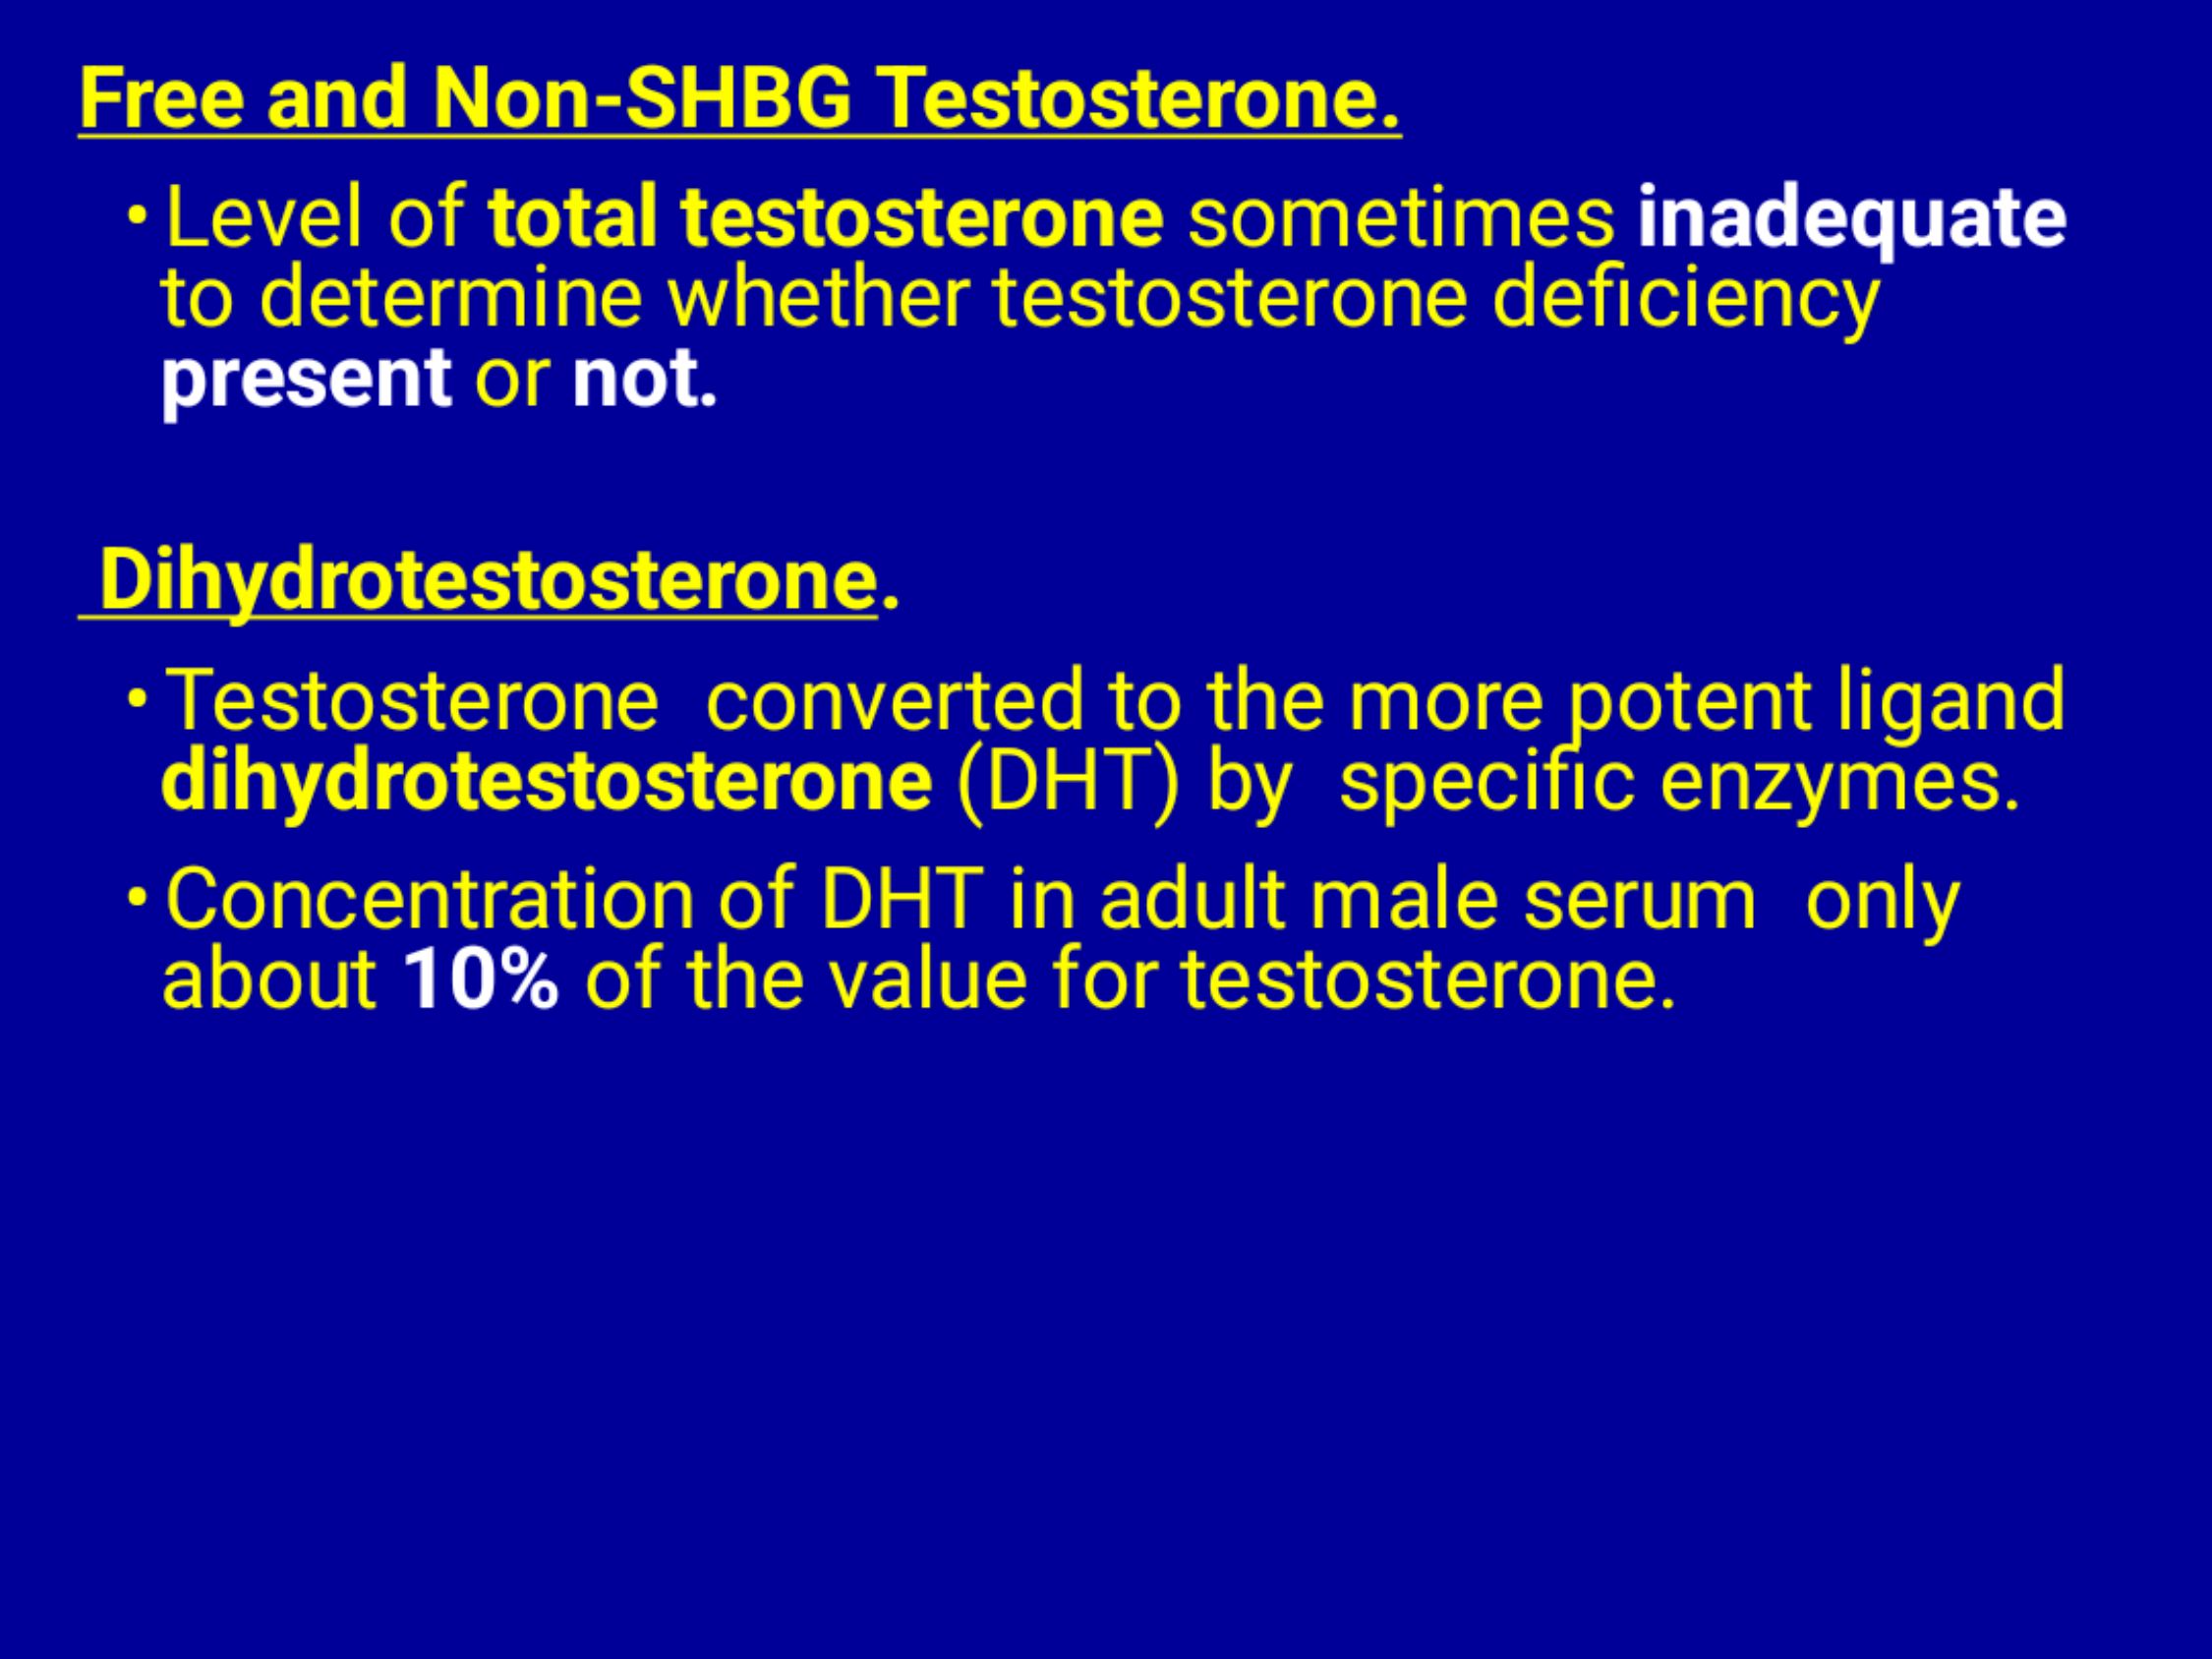 Free and Non-SHBG Testosterone.
• Level of total testosterone sometimes inadequate
to determine whether testosterone deficiency
present or not.
Dihydrotestosterone.
• Testosterone  converted to the more potent ligand
dihydrotestosterone (DHT) by  specific enzymes.
• Concentration of DHT in adult male serum  only
about 10% of the value for testosterone.